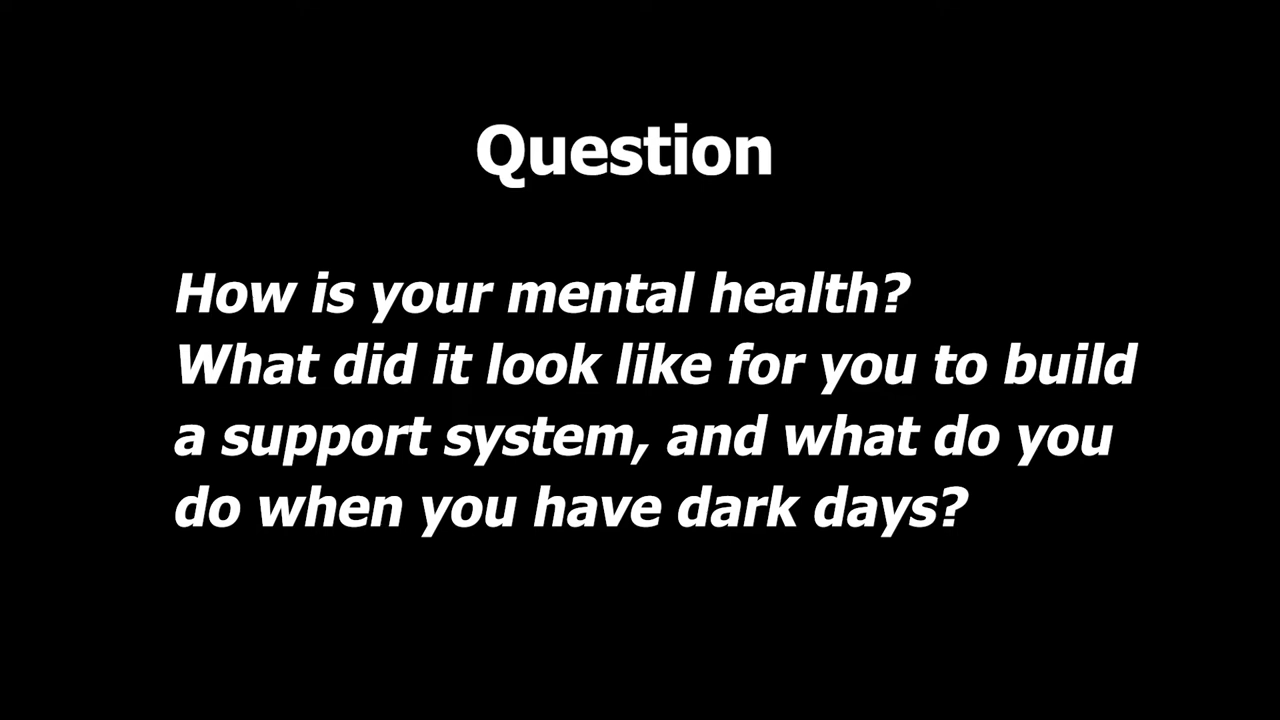 Question
How is your mental health?
What did it look like for you to build
a support system, and what do you
do when you have dark days?